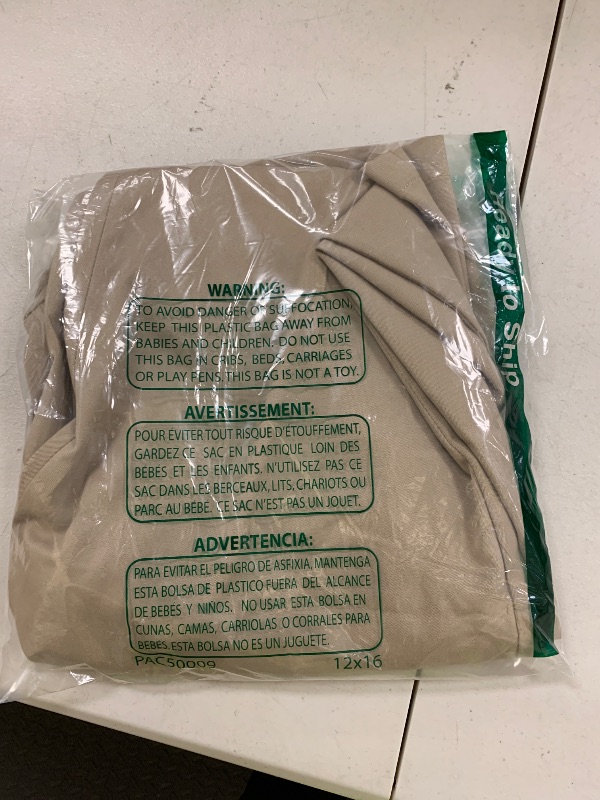 WARNING:
TO AVOID DANGER OF SUFFOCATION,
KEEP THIS PLASTIC BAG AWAY FROM
BABIES AND CHILDREN. DO NOT USE
THIS BAG IN CRIBS, BEDS, CARRIAGES
OR PLAY PENS. THIS BAG IS NOT A TOY.
AVERTISSEMENT:
POUR ÉVITER TOUT RISQUE D'ÉTOUFFEMENT,
GARDEZ CE SAC EN PLASTIQUE LOIN DES
BEBES ET LES ENFANTS. N'UTILISEZ PAS CE
SAC DANS LES BERCEAUX, LITS, CHARIOTS OU
PARC AU BÉBÉ. CE SAC N'EST PAS UN JOUET.
ADVERTENCIA:
PARA EVITAR EL PELIGRO DE ASFIXIA, MANTENGA
ESTA BOLSA DE PLASTICO FUERA DEL ALCANCE
DE BEBES Y NIÑOS. NO USAR ESTA BOLSA EN
CUNAS, CAMAS, CARRIOLAS O CORRALES PARA
BEBES. ESTA BOLSA NO ES UN JUGUETE.
PAC50009 12x16
Ready to Ship